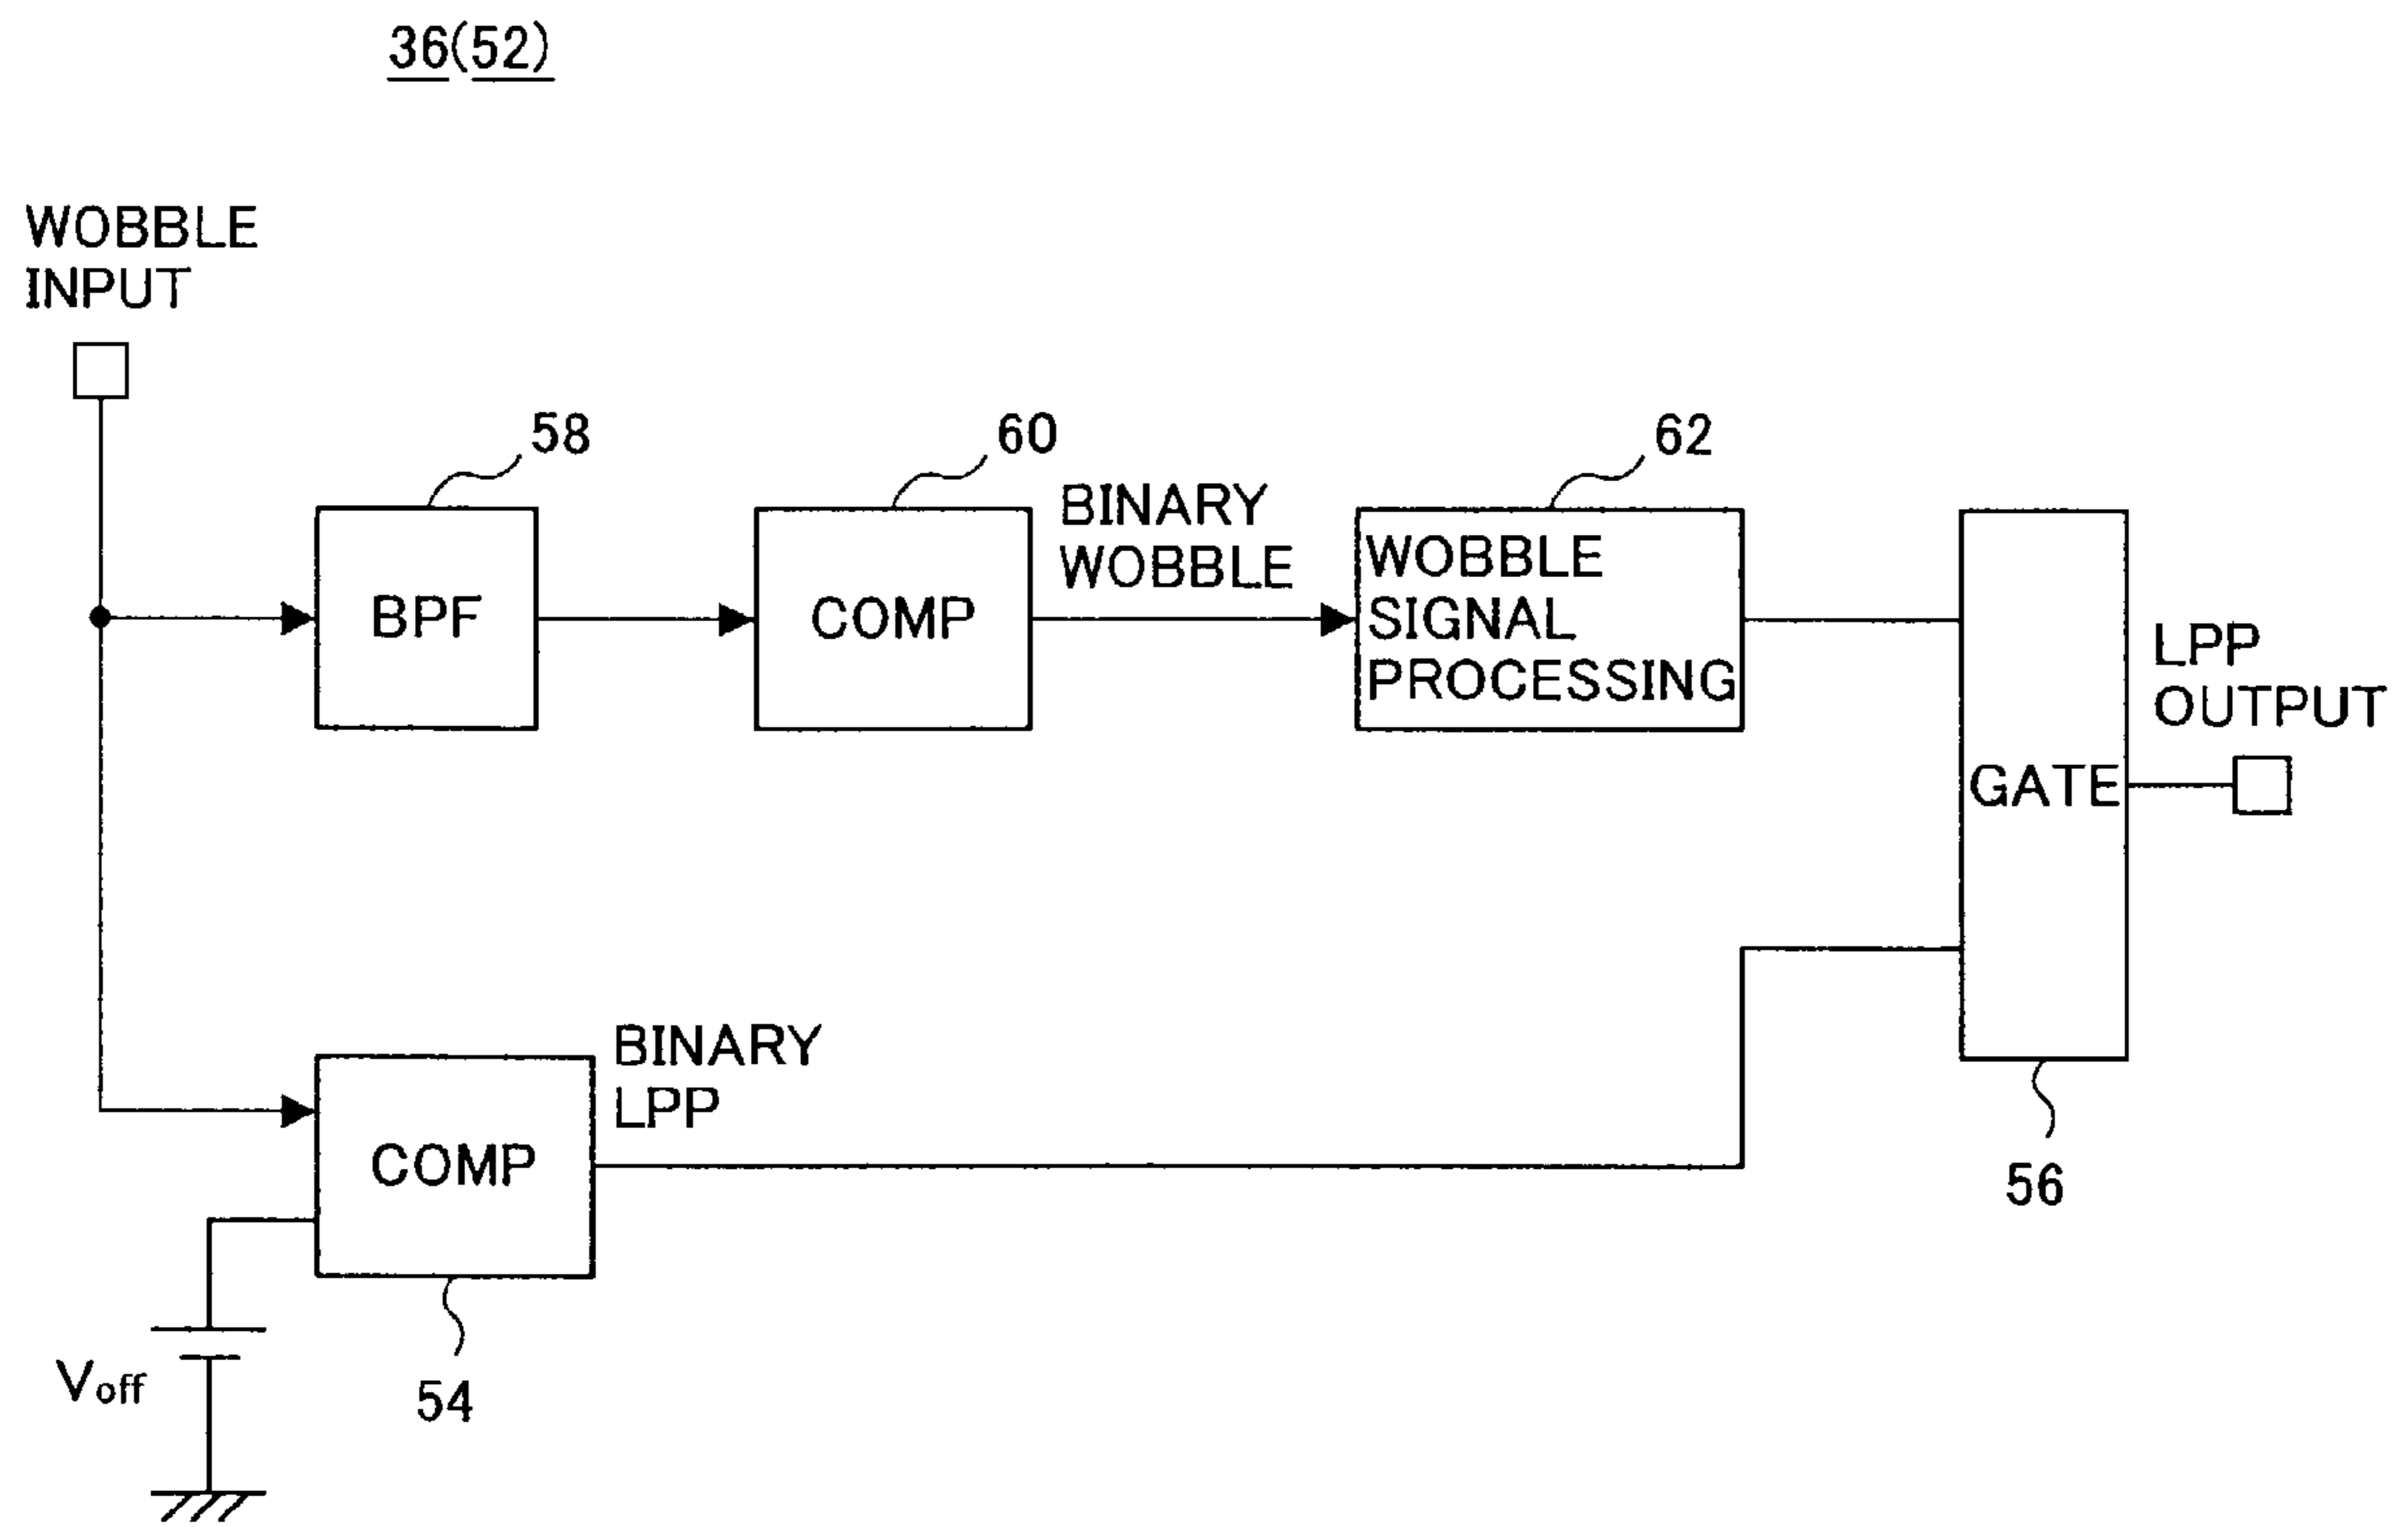 36(52)
WOBBLE
INPUT
58
60
62
BINARY
WOBBLE
BPF
COMP
WOBBLE
SIGNAL
PROCESSING
LPP
OUTPUT
GATE
BINARY
LPP
COMP
56
Voff
54